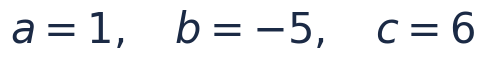 a = 1, b = −5, c = 6